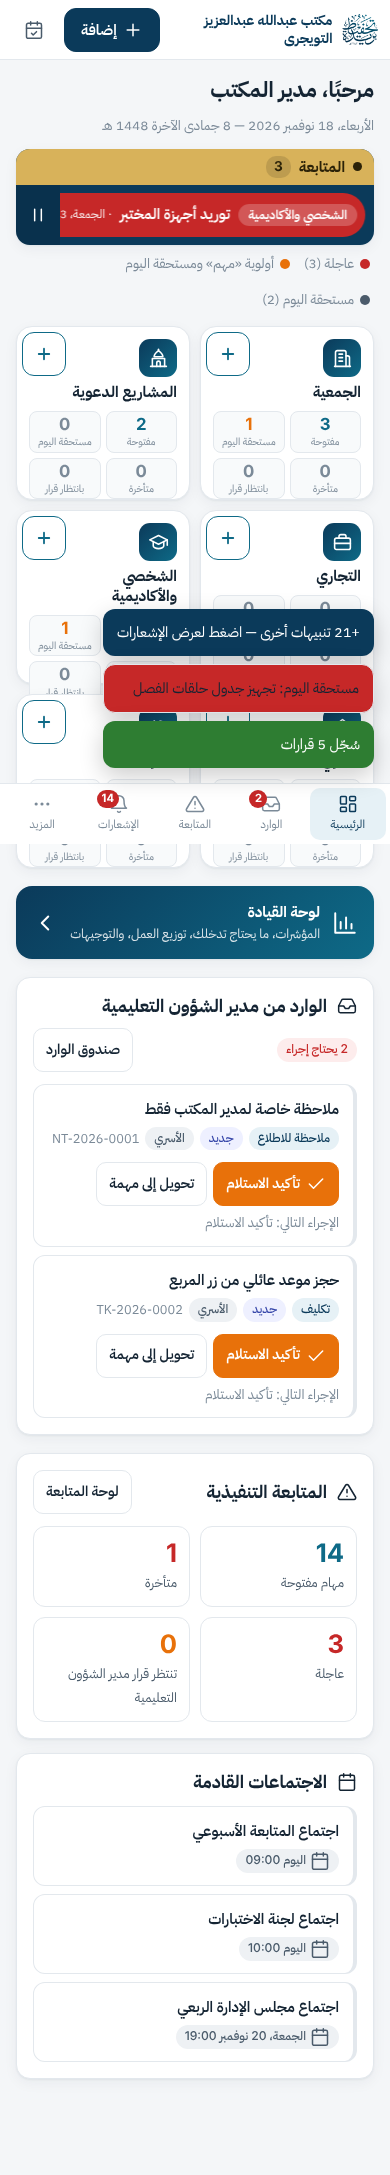 مكتب عبدالله عبدالعزيز
التويجري
إضافة
مرحبًا، مدير المكتب
الأربعاء، 18 نوفمبر 2026 — 8 جمادى الآخرة 1448 هـ
المتابعة 3
الشخصي والأكاديمية توريد أجهزة المختبر · الجمعة، 3
عاجلة (3) أولوية «مهم» ومستحقة اليوم
مستحقة اليوم (2)
الجمعية
3 مفتوحة
1 مستحقة اليوم
0 متأخرة
0 بانتظار قرار
المشاريع الدعوية
2 مفتوحة
0 مستحقة اليوم
0 متأخرة
0 بانتظار قرار
التجاري
الشخصي
والأكاديمية
1 مستحقة اليوم
0
+21 تنبيهات أخرى — اضغط لعرض الإشعارات
مستحقة اليوم: تجهيز جدول حلقات الفصل
سُجّل 5 قرارات
الرئيسية
الوارد 2
المتابعة
الإشعارات 14
المزيد
متأخرة
بانتظار قرار
متأخرة
بانتظار قرار
لوحة القيادة
المؤشرات، ما يحتاج تدخلك، توزيع العمل، والتوجيهات
الوارد من مدير الشؤون التعليمية
2 يحتاج إجراء
صندوق الوارد
ملاحظة خاصة لمدير المكتب فقط
ملاحظة للاطلاع جديد الأسري NT-2026-0001
تأكيد الاستلام
تحويل إلى مهمة
الإجراء التالي: تأكيد الاستلام
حجز موعد عائلي من زر المربع
تكليف جديد الأسري TK-2026-0002
تأكيد الاستلام
تحويل إلى مهمة
الإجراء التالي: تأكيد الاستلام
المتابعة التنفيذية
لوحة المتابعة
14
مهام مفتوحة
1
متأخرة
3
عاجلة
0
تنتظر قرار مدير الشؤون
التعليمية
الاجتماعات القادمة
اجتماع المتابعة الأسبوعي
اليوم 09:00
اجتماع لجنة الاختبارات
اليوم 10:00
اجتماع مجلس الإدارة الربعي
الجمعة، 20 نوفمبر 19:00